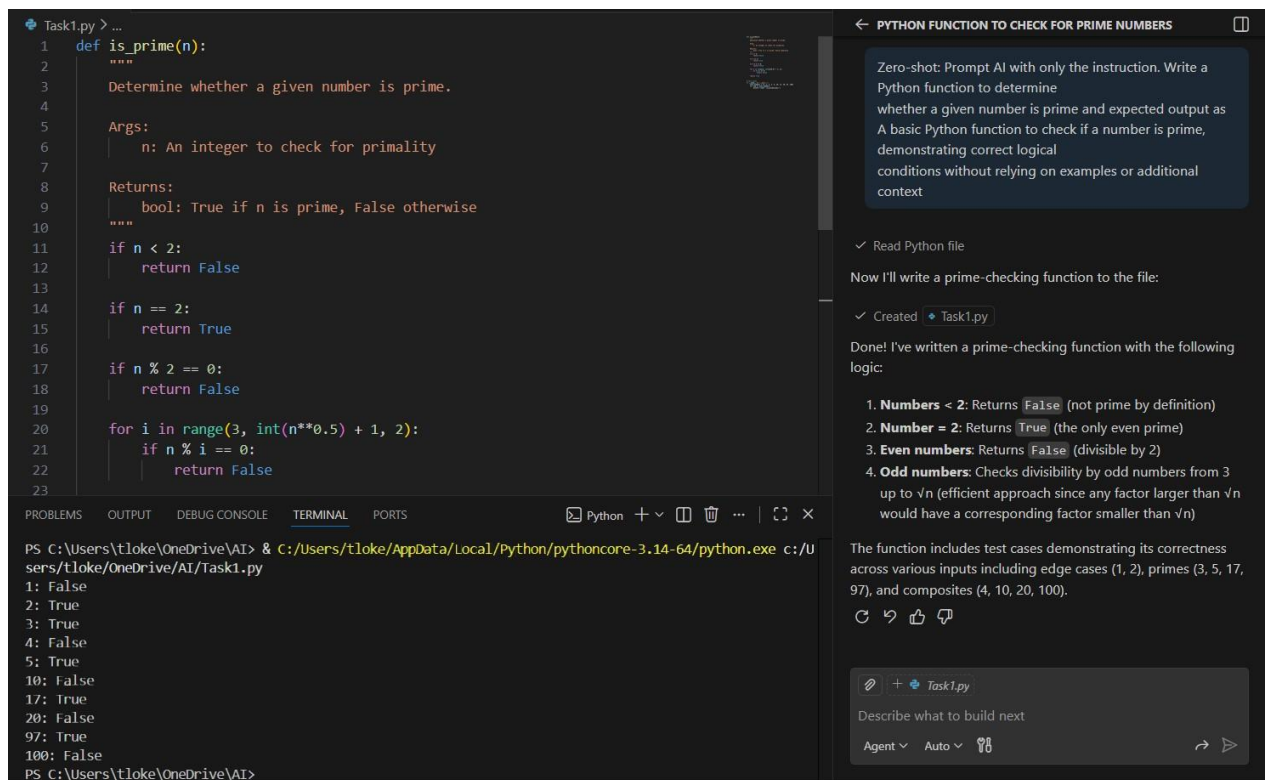 Task1.py > ...
1 def is_prime(n):
2 """
3 Determine whether a given number is prime.
4
5 Args:
6 n: An integer to check for primality
7
8 Returns:
9 bool: True if n is prime, False otherwise
10 """
11 if n < 2:
12 return False
13
14 if n == 2:
15 return True
16
17 if n % 2 == 0:
18 return False
19
20 for i in range(3, int(n**0.5) + 1, 2):
21 if n % i == 0:
22 return False
23
PROBLEMS OUTPUT DEBUG CONSOLE TERMINAL PORTS Python
PS C:\Users\tloke\OneDrive\AI> & C:/Users/tloke/AppData/Local/Python/pythoncore-3.14-64/python.exe c:/U
sers/tloke/OneDrive/AI/Task1.py
1: False
2: True
3: True
4: False
5: True
10: False
17: True
20: False
97: True
100: False
PS C:\Users\tloke\OneDrive\AI>
← PYTHON FUNCTION TO CHECK FOR PRIME NUMBERS
Zero-shot: Prompt AI with only the instruction. Write a
Python function to determine
whether a given number is prime and expected output as
A basic Python function to check if a number is prime,
demonstrating correct logical
conditions without relying on examples or additional
context
✓ Read Python file
Now I'll write a prime-checking function to the file:
✓ Created Task1.py
Done! I've written a prime-checking function with the following
logic:
1. Numbers < 2: Returns False (not prime by definition)
2. Number = 2: Returns True (the only even prime)
3. Even numbers: Returns False (divisible by 2)
4. Odd numbers: Checks divisibility by odd numbers from 3
up to √n (efficient approach since any factor larger than √n
would have a corresponding factor smaller than √n)
The function includes test cases demonstrating its correctness
across various inputs including edge cases (1, 2), primes (3, 5, 17,
97), and composites (4, 10, 20, 100).
+ Task1.py
Describe what to build next
Agent Auto